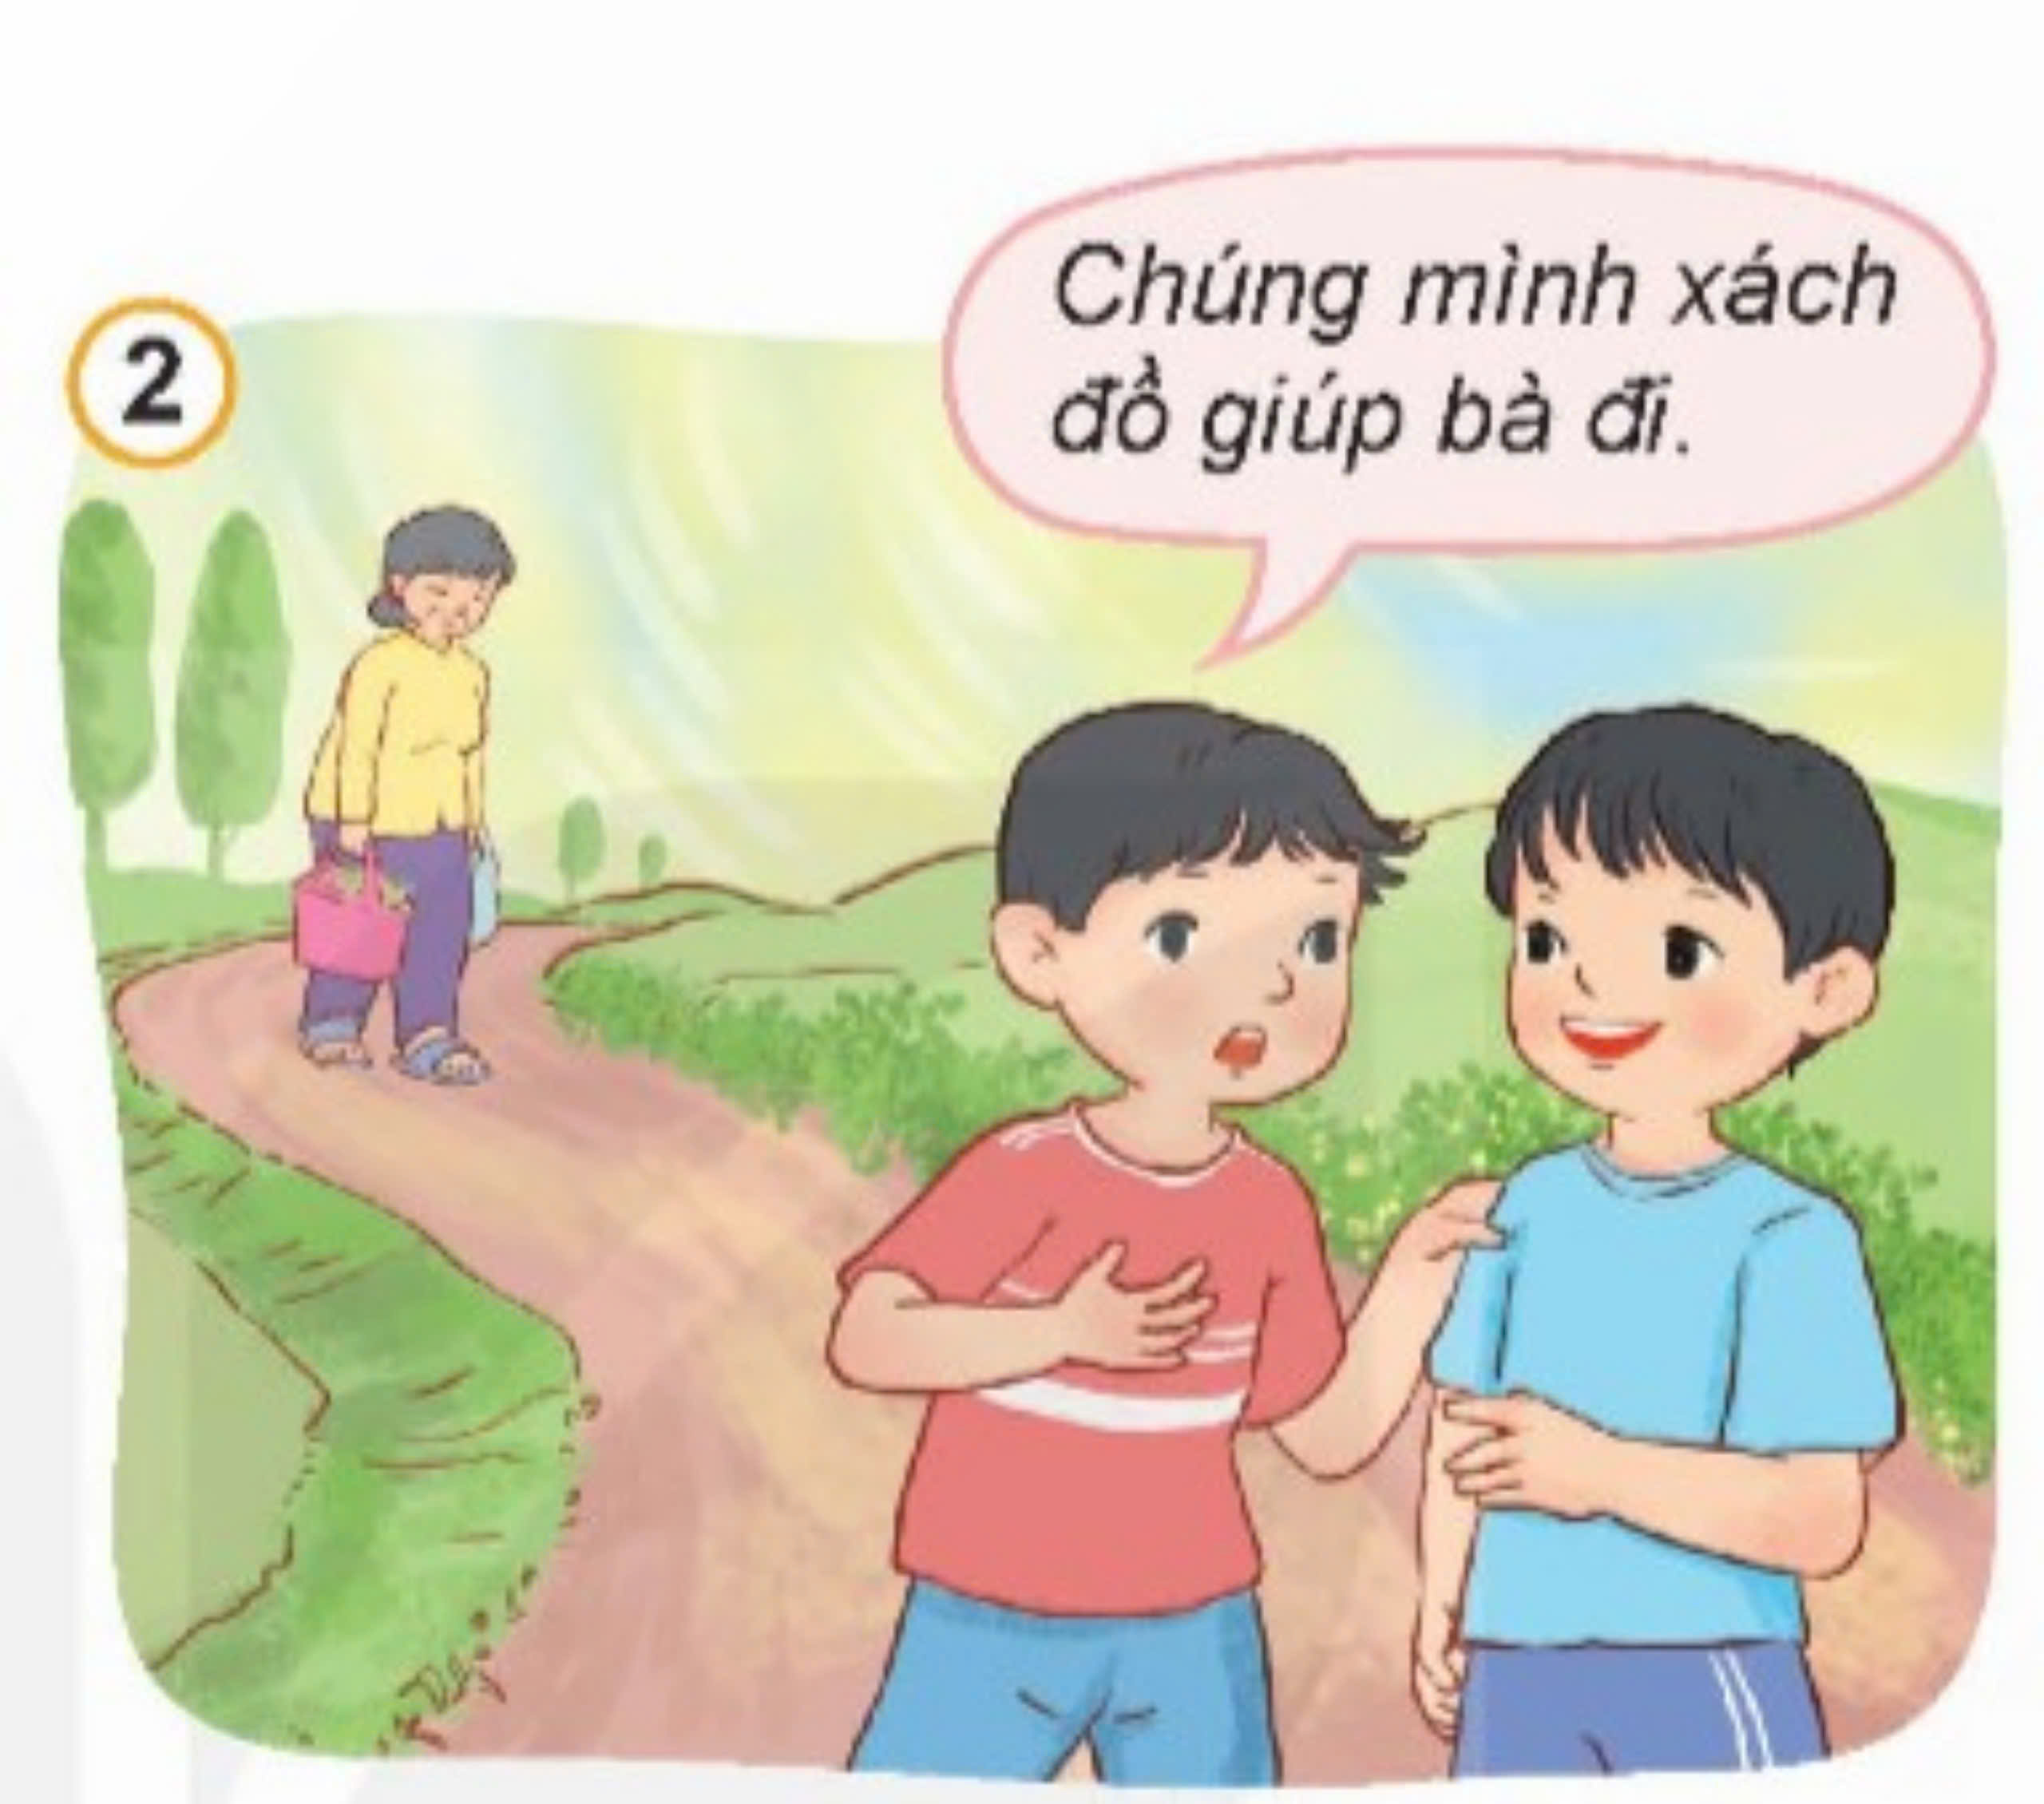 2
Chúng mình xách
đồ giúp bà đi.